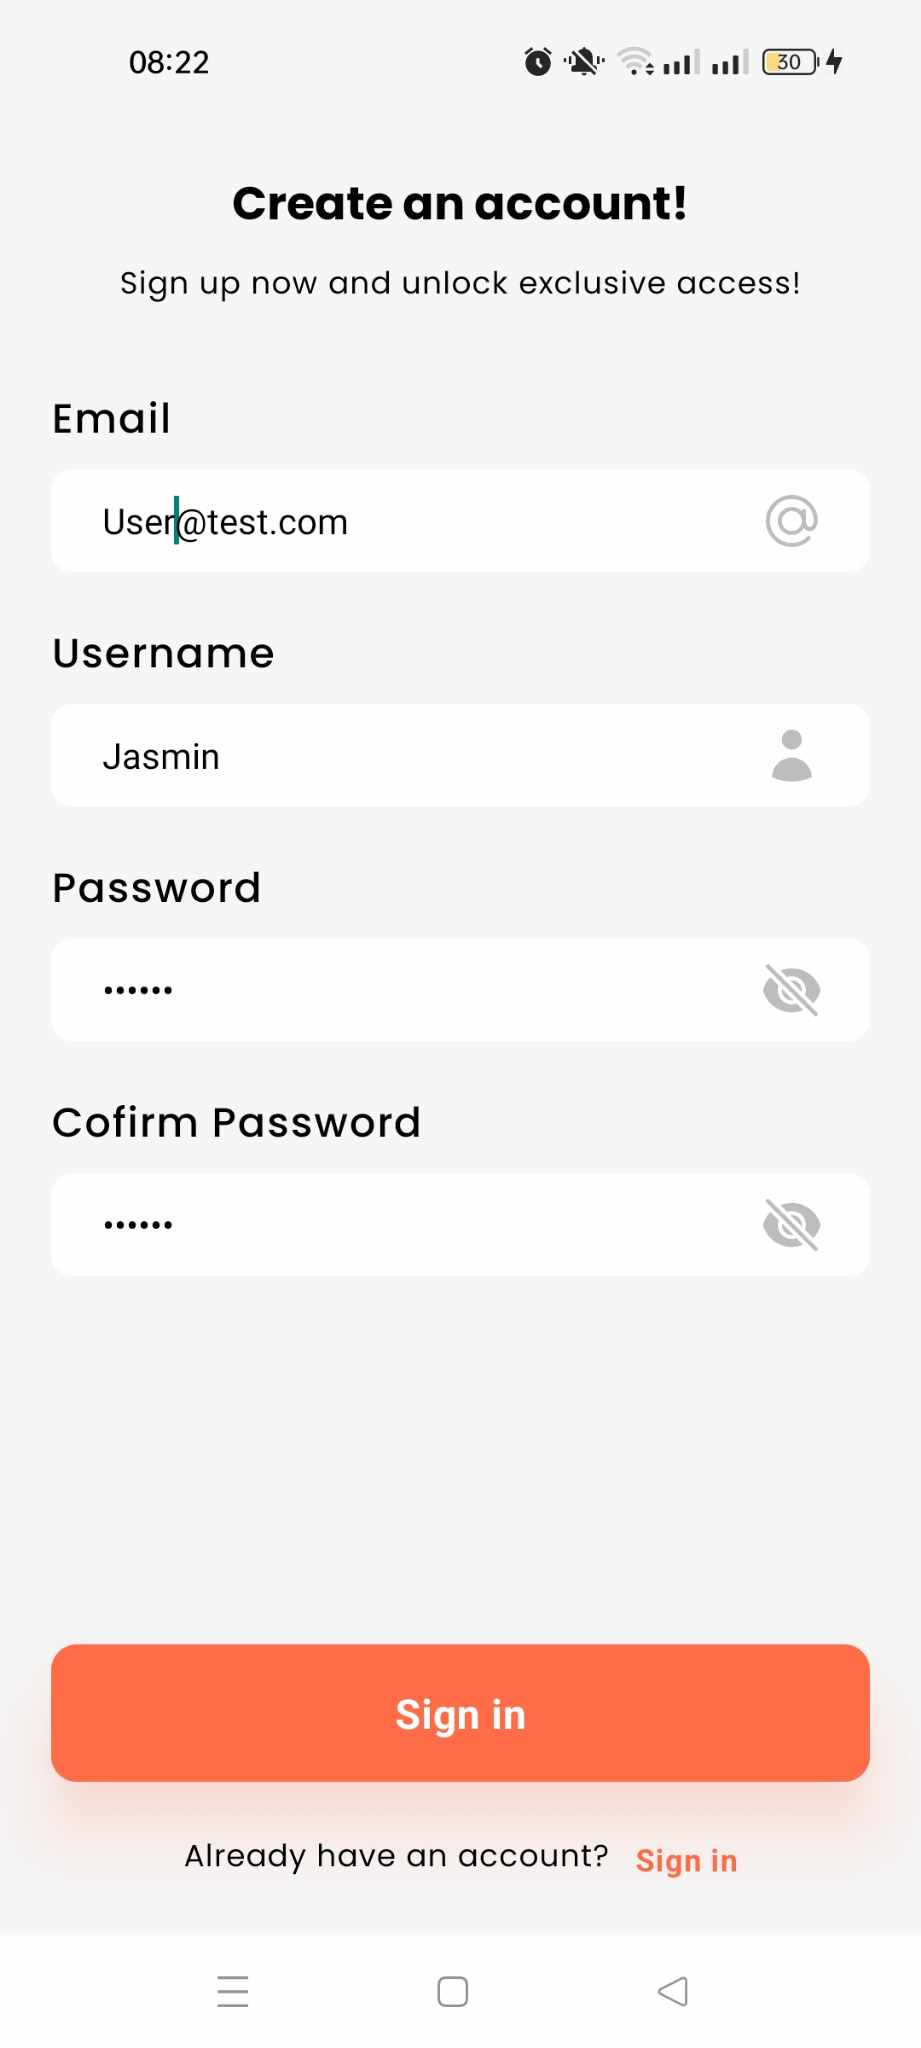 08:22
30
Create an account!
Sign up now and unlock exclusive access!
Email
User@test.com
Username
Jasmin
Password
••••••
Cofirm Password
••••••
Sign in
Already have an account? Sign in